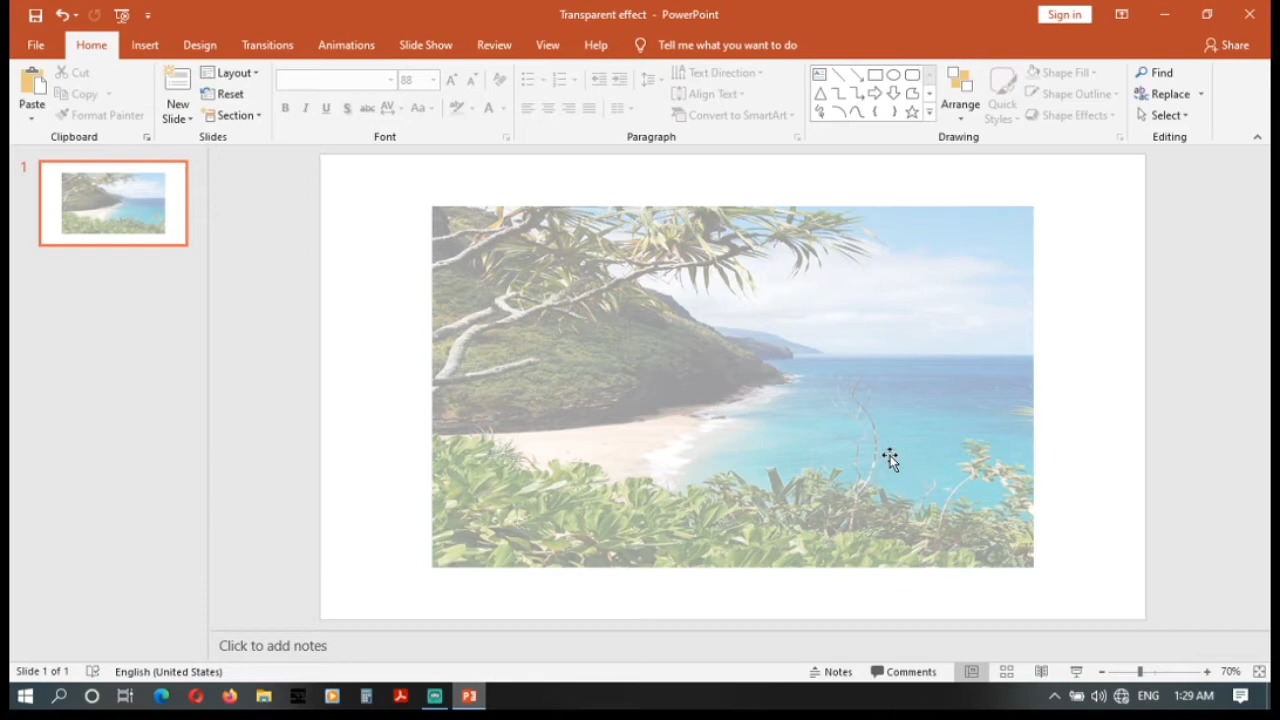 Transparent effect - PowerPoint
Sign in
File Home Insert Design Transitions Animations Slide Show Review View Help Tell me what you want to do Share
Paste
Cut
Copy
Format Painter
Clipboard
New
Slide
Layout
Reset
Section
Slides
88
B I U S abc AV Aa A
Font
Text Direction
Align Text
Convert to SmartArt
Paragraph
Arrange
Quick
Styles
Shape Fill
Shape Outline
Shape Effects
Drawing
Find
Replace
Select
Editing
1
Click to add notes
Slide 1 of 1 English (United States) Notes Comments 70%
ENG 1:29 AM